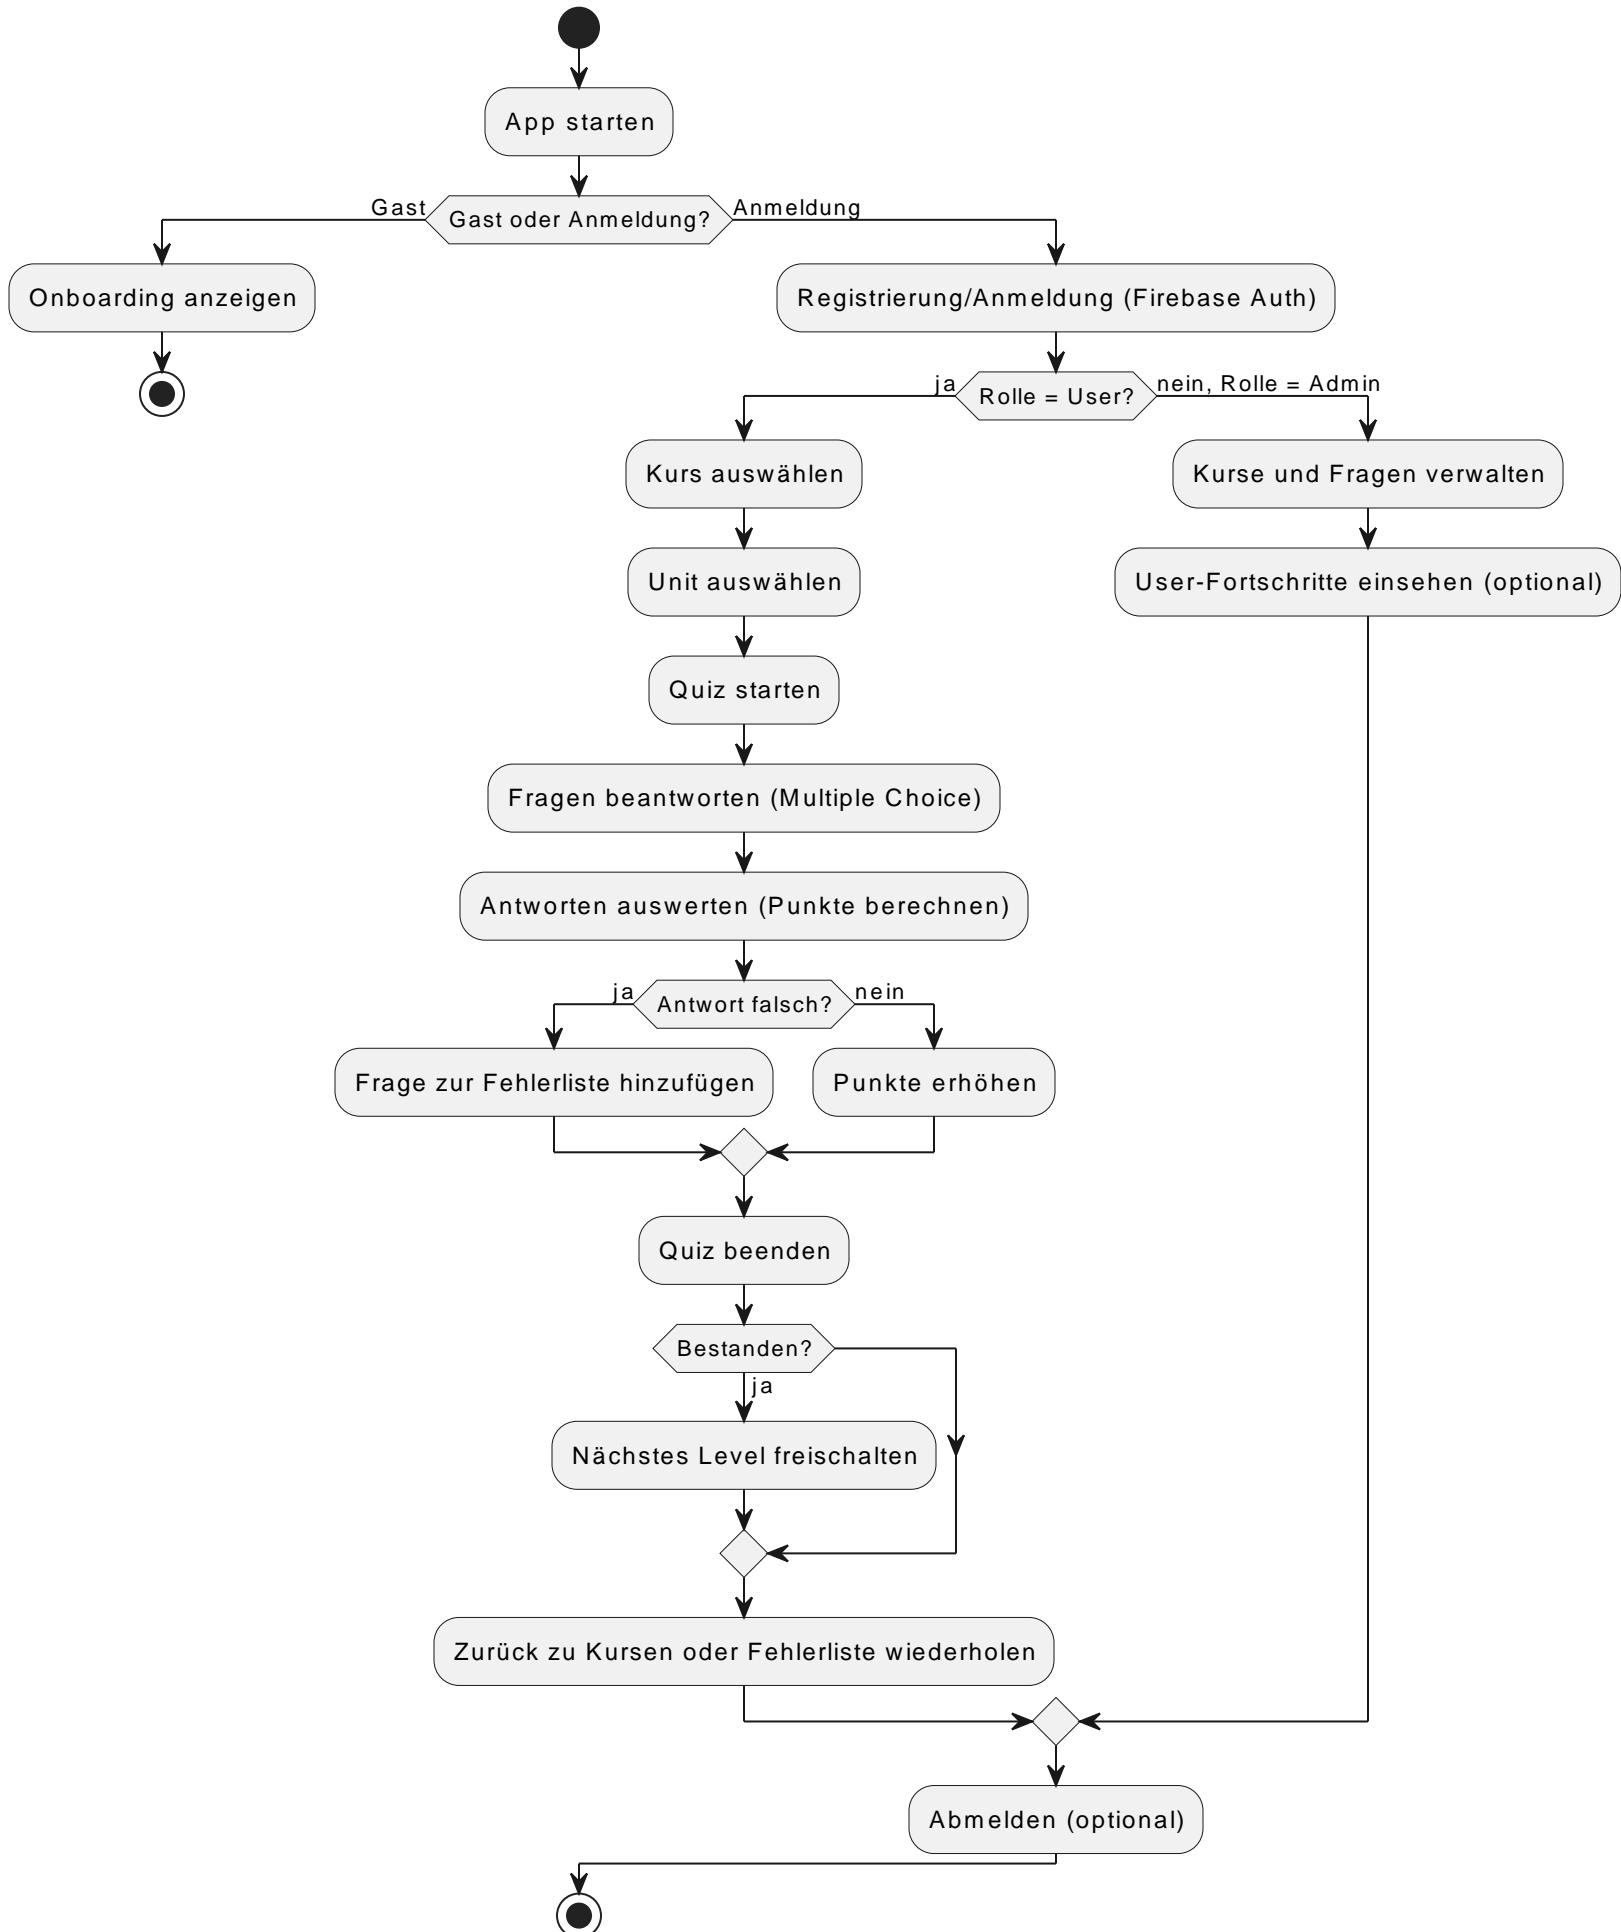 App starten
Gast
Gast oder Anmeldung?
Anmeldung
Onboarding anzeigen
Registrierung/Anmeldung (Firebase Auth)
ja
Rolle = User?
nein, Rolle = Admin
Kurs auswählen
Kurse und Fragen verwalten
Unit auswählen
User-Fortschritte einsehen (optional)
Quiz starten
Fragen beantworten (Multiple Choice)
Antworten auswerten (Punkte berechnen)
ja
Antwort falsch?
nein
Frage zur Fehlerliste hinzufügen
Punkte erhöhen
Quiz beenden
Bestanden?
ja
Nächstes Level freischalten
Zurück zu Kursen oder Fehlerliste wiederholen
Abmelden (optional)